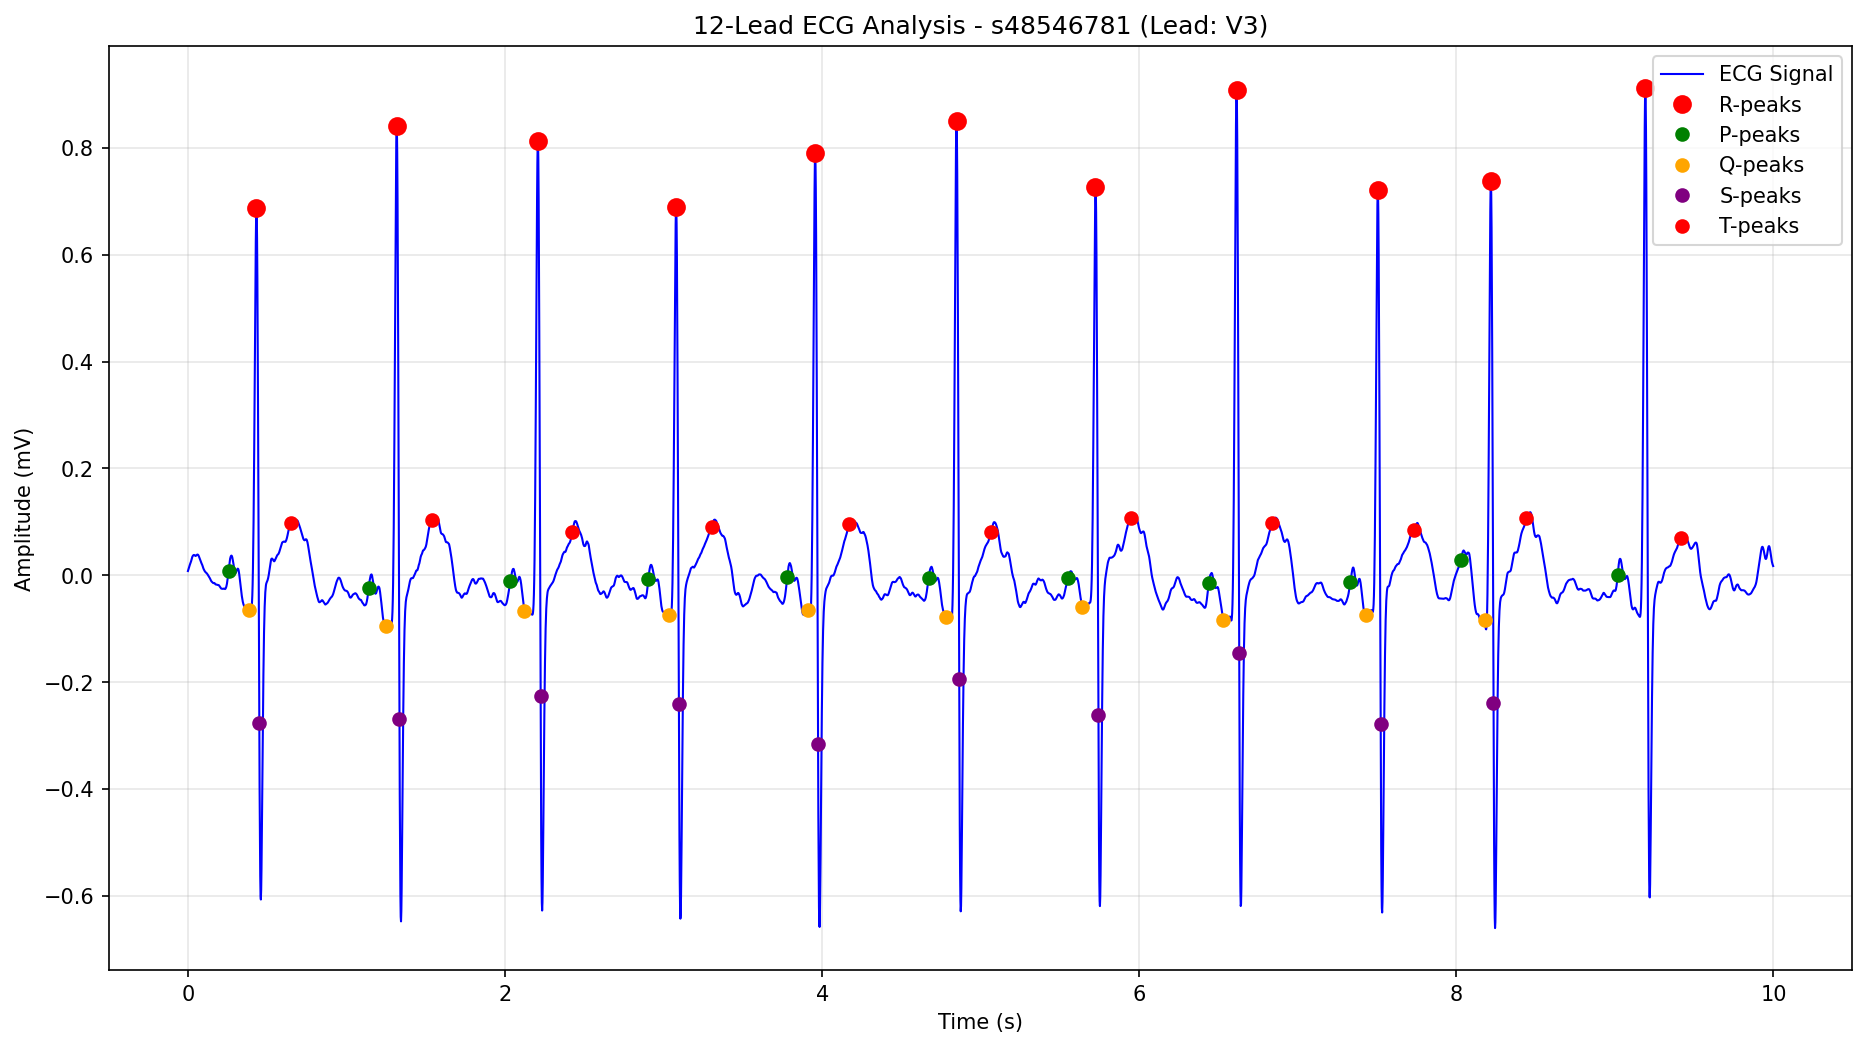 12-Lead ECG Analysis - s48546781 (Lead: V3)
ECG Signal
R-peaks
P-peaks
Q-peaks
S-peaks
T-peaks
Amplitude (mV)
0.8
0.6
0.4
0.2
0.0
−0.2
−0.4
−0.6
0 2 4 6 8 10
Time (s)